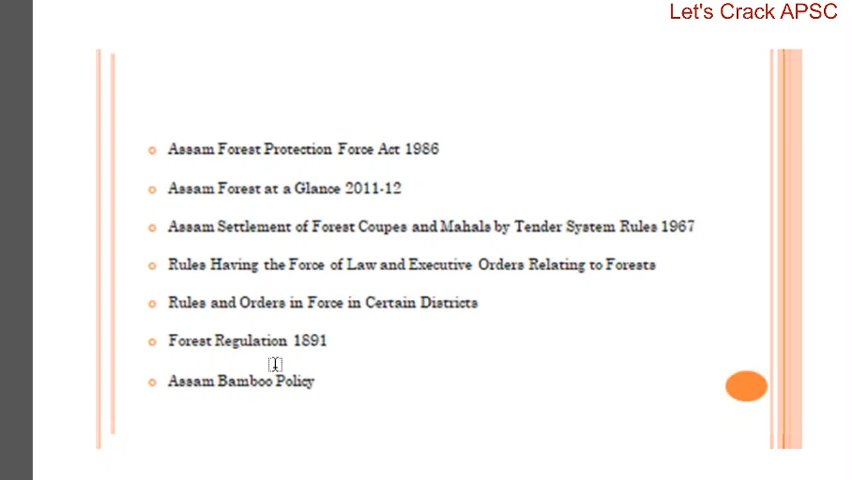 Let's Crack APSC
Assam Forest Protection Force Act 1986
Assam Forest at a Glance 2011-12
Assam Settlement of Forest Coupes and Mahals by Tender System Rules 1967
Rules Having the Force of Law and Executive Orders Relating to Forests
Rules and Orders in Force in Certain Districts
Forest Regulation 1891
Assam Bamboo Policy